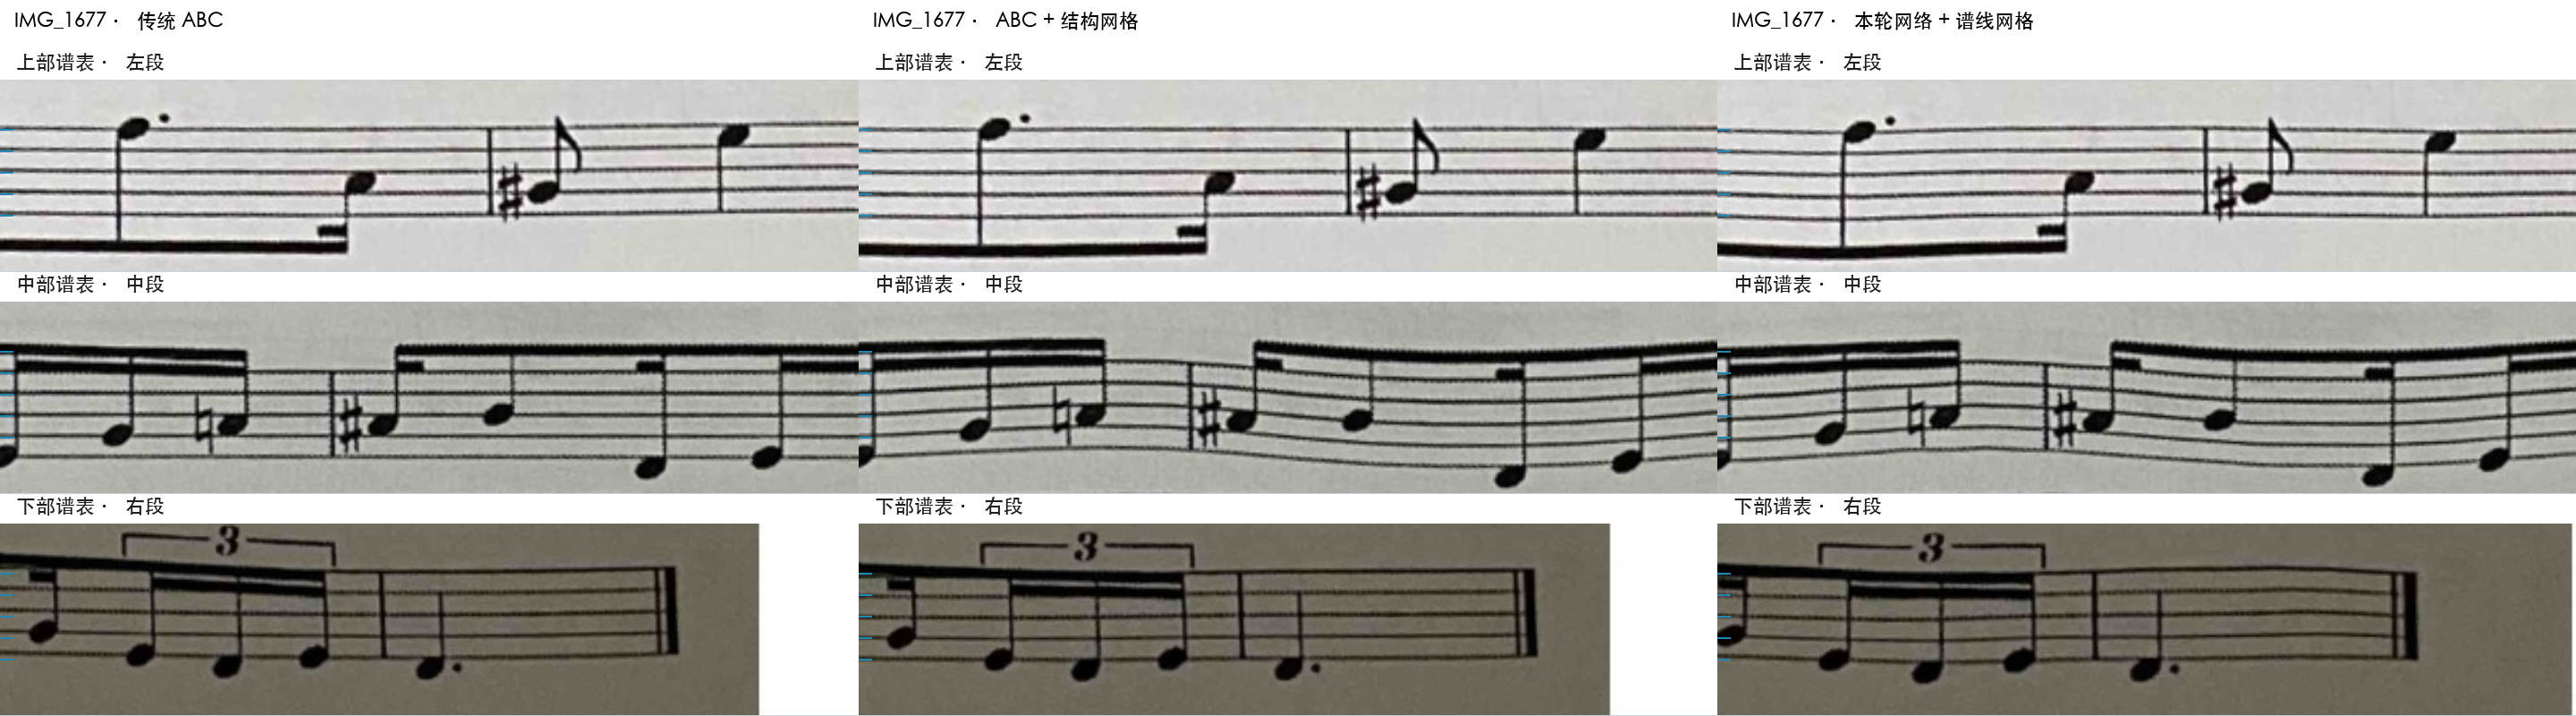 IMG_1677 · 传统 ABC
上部谱表 · 左段
中部谱表 · 中段
3
下部谱表 · 右段
IMG_1677 · ABC + 结构网格
上部谱表 · 左段
中部谱表 · 中段
下部谱表 · 右段
3
IMG_1677 · 本轮网络 + 谱线网格
上部谱表 · 左段
中部谱表 · 中段
下部谱表 · 右段
3